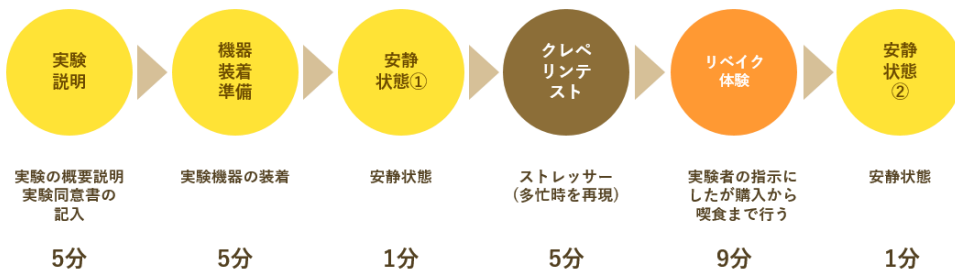 実験
説明
機器
装着
準備
安静
状態①
クレペ
リンテ
スト
リベイク
体験
安静
状態
②
実験の概要説明
実験同意書の
記入
実験機器の装着
安静状態
ストレッサー
(多忙時を再現)
実験者の指示に
したが購入から
喫食まで行う
安静状態
5分
5分
1分
5分
9分
1分